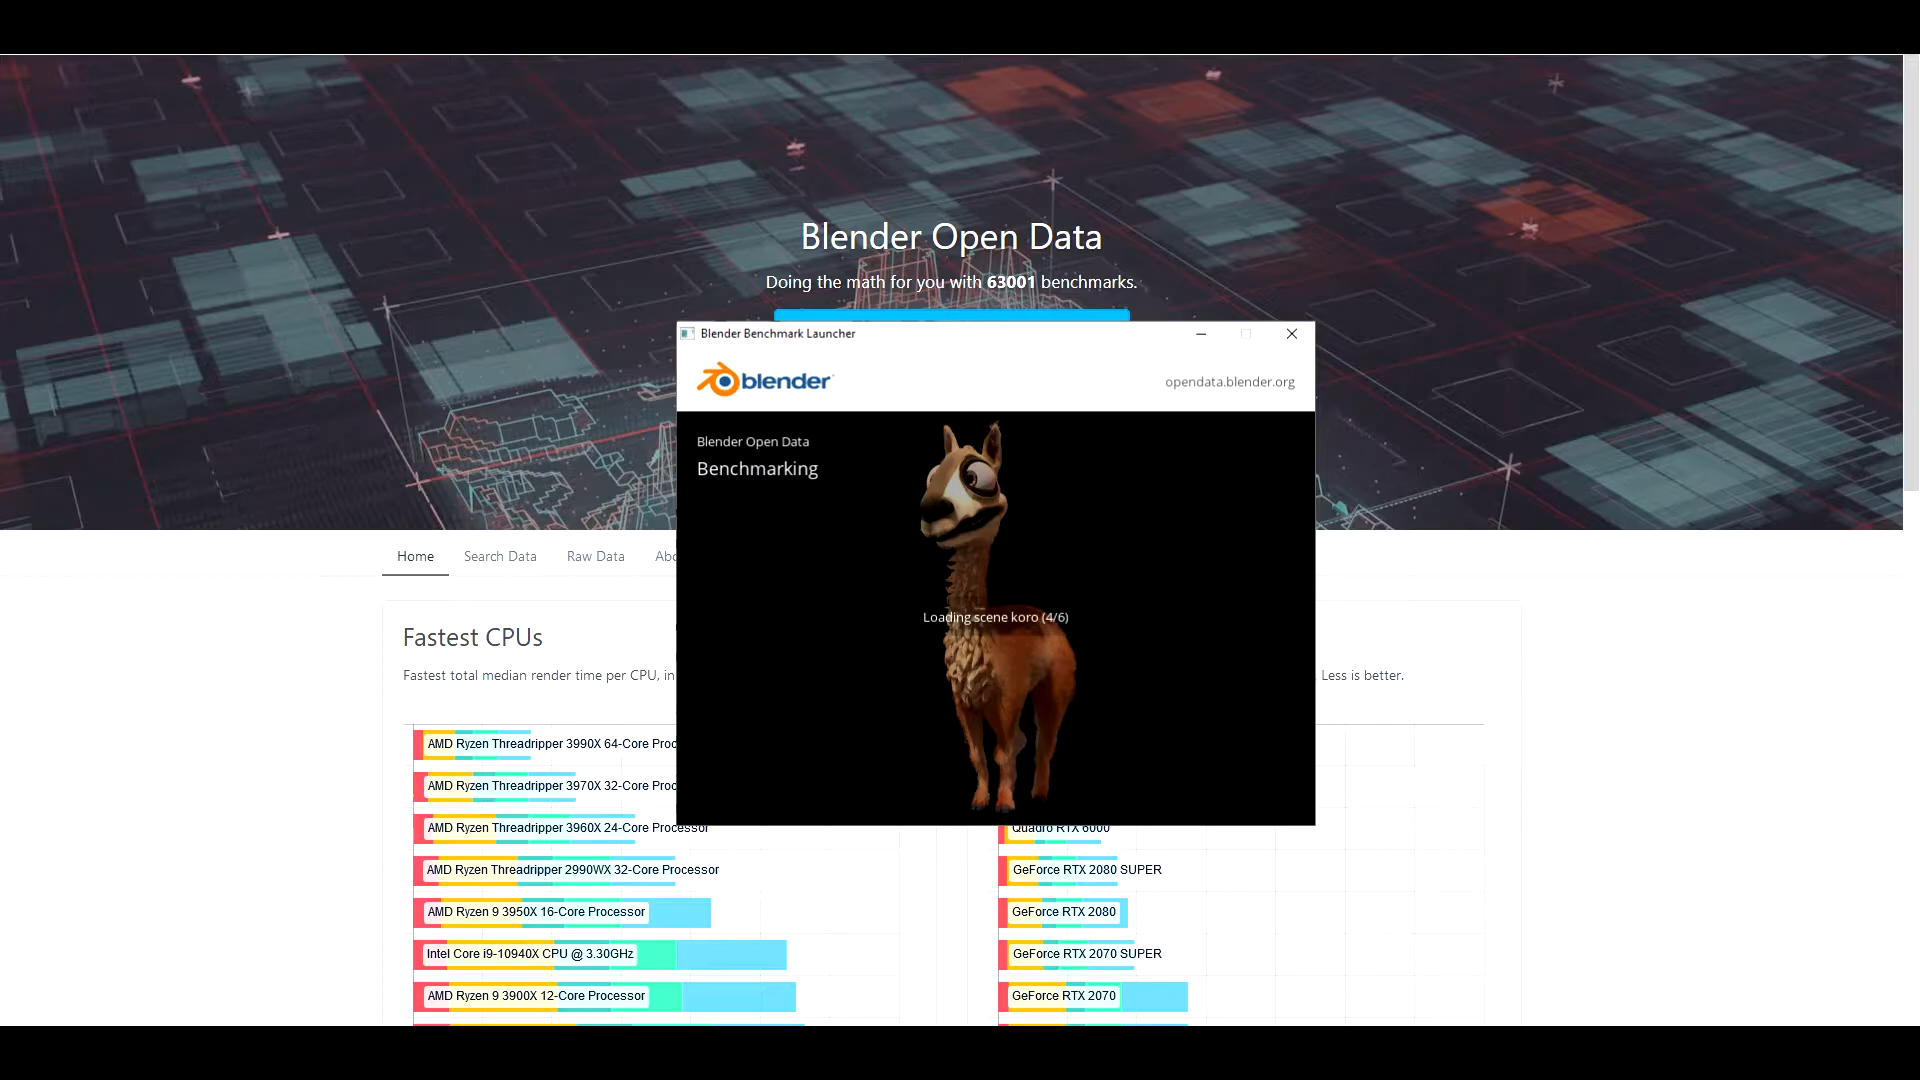 Blender Open Data
Doing the math for you with 63001 benchmarks.
Blender Benchmark Launcher
blender
opendata.blender.org
Blender Open Data
Benchmarking
Loading scene koro (4/6)
Home
Search Data
Raw Data
Fastest CPUs
Fastest total median render time per CPU, in
Less is better.
AMD Ryzen Threadripper 3990X 64-Core Proc
AMD Ryzen Threadripper 3970X 32-Core Proc
AMD Ryzen Threadripper 3960X 24-Core Processor
AMD Ryzen Threadripper 2990WX 32-Core Processor
AMD Ryzen 9 3950X 16-Core Processor
Intel Core i9-10940X CPU @ 3.30GHz
AMD Ryzen 9 3900X 12-Core Processor
Quadro RTX 6000
GeForce RTX 2080 SUPER
GeForce RTX 2080
GeForce RTX 2070 SUPER
GeForce RTX 2070